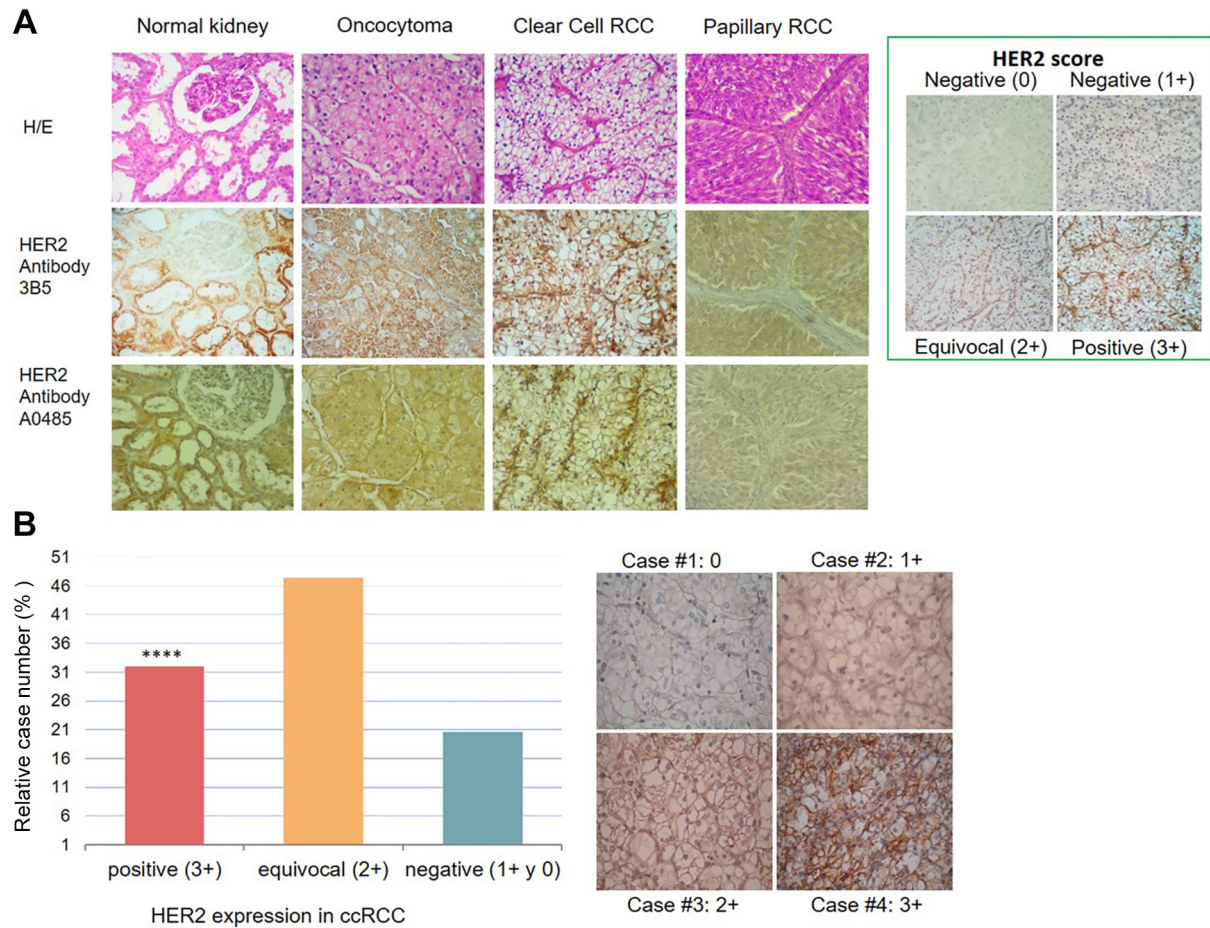 A
Normal kidney
Oncocytoma
Clear Cell RCC
Papillary RCC
H/E
HER2
Antibody
3B5
HER2
Antibody
A0485
HER2 score
Negative (0)
Negative (1+)
Equivocal (2+)
Positive (3+)
B
Relative case number (% )
51
46
41
36
31
26
21
16
11
6
1
****
positive (3+)
equivocal (2+)
negative (1+ y 0)
HER2 expression in ccRCC
Case #1: 0
Case #2: 1+
Case #3: 2+
Case #4: 3+